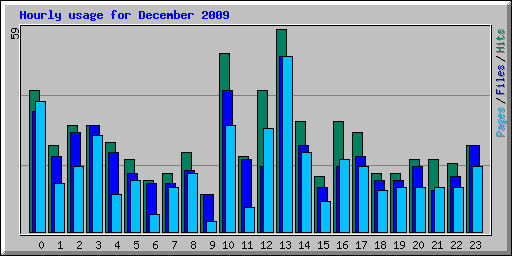 Hourly usage for December 2009
59
Pages/Files/Hits
0 1 2 3 4 5 6 7 8 9 10 11 12 13 14 15 16 17 18 19 20 21 22 23